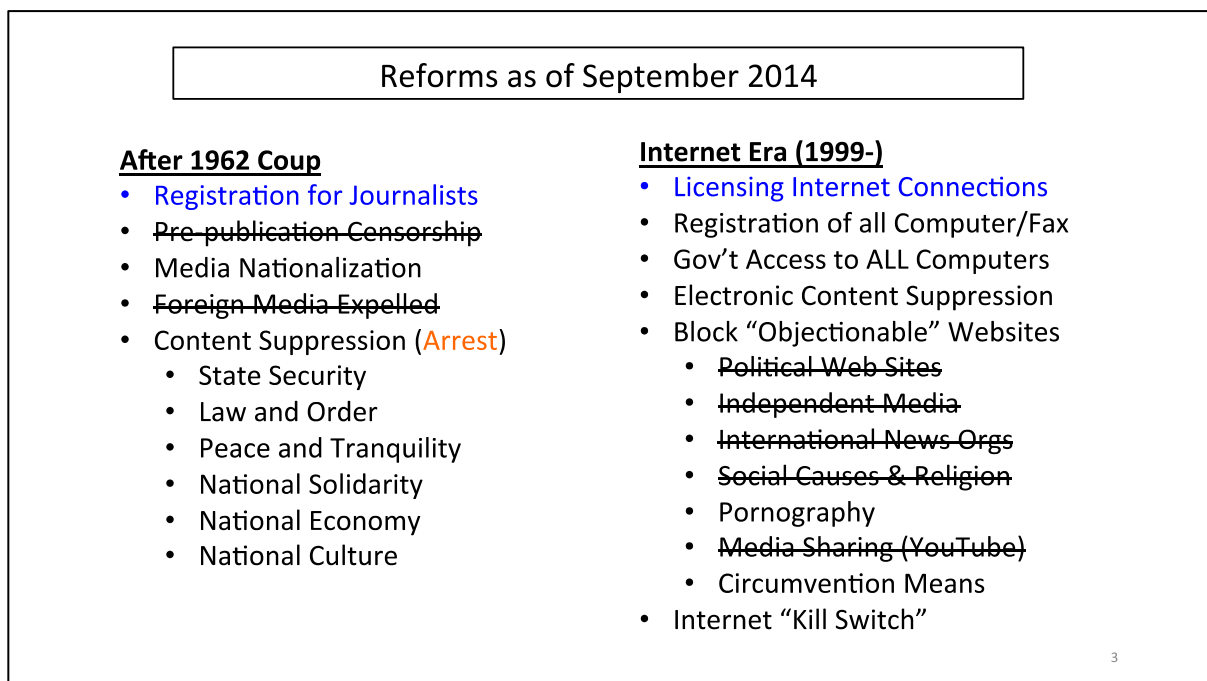 Reforms as of September 2014
After 1962 Coup
• Registration for Journalists
• Pre-publication Censorship
• Media Nationalization
• Foreign Media Expelled
• Content Suppression (Arrest)
• State Security
• Law and Order
• Peace and Tranquility
• National Solidarity
• National Economy
• National Culture
Internet Era (1999-)
• Licensing Internet Connections
• Registration of all Computer/Fax
• Gov’t Access to ALL Computers
• Electronic Content Suppression
• Block “Objectionable” Websites
• Political Web Sites
• Independent Media
• International News Orgs
• Social Causes & Religion
• Pornography
• Media Sharing (YouTube)
• Circumvention Means
• Internet “Kill Switch”
3